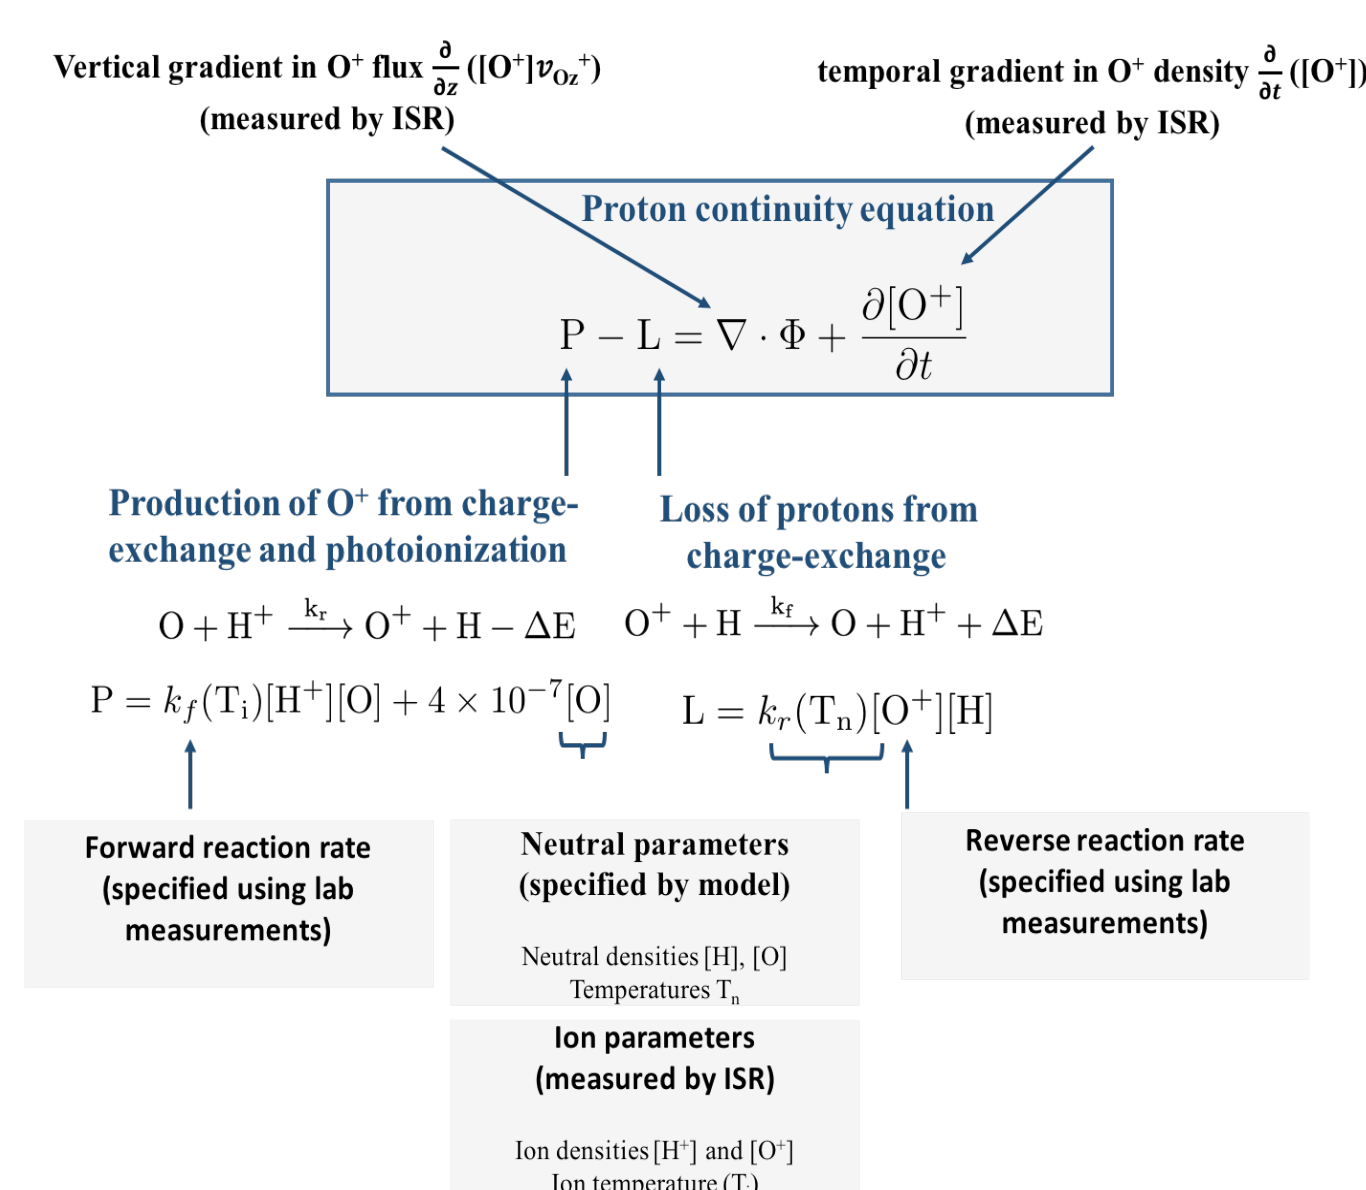 Vertical gradient in O⁺ flux ∂/∂z ([O⁺]v_Oz⁺)
(measured by ISR)
temporal gradient in O⁺ density ∂/∂t ([O⁺])
(measured by ISR)
Proton continuity equation
P − L = ∇ · Φ + ∂[O⁺]/∂t
Production of O⁺ from charge-
exchange and photoionization
Loss of protons from
charge-exchange
O + H⁺ —k_r→ O⁺ + H − ΔE
O⁺ + H —k_f→ O + H⁺ + ΔE
P = k_f(T_i)[H⁺][O] + 4 × 10⁻⁷[O]
L = k_r(T_n)[O⁺][H]
Forward reaction rate
(specified using lab
measurements)
Neutral parameters
(specified by model)
Neutral densities [H], [O]
Temperatures T_n
Reverse reaction rate
(specified using lab
measurements)
Ion parameters
(measured by ISR)
Ion densities [H⁺] and [O⁺]
Ion temperature (T_i)